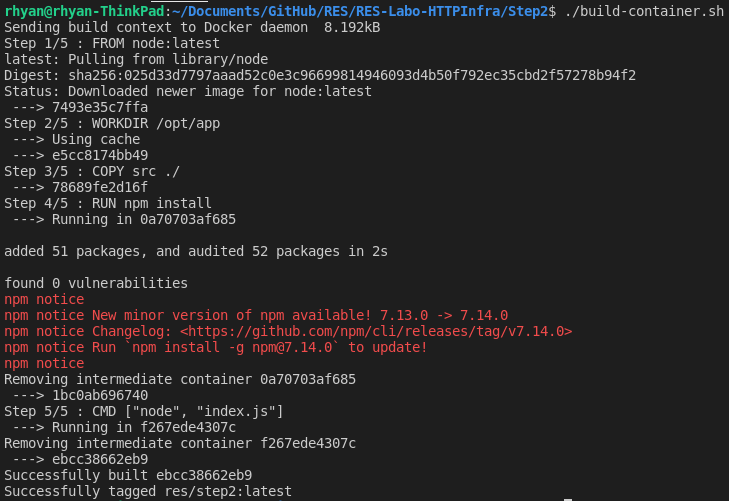 rhyan@rhyan-ThinkPad:~/Documents/GitHub/RES/RES-Labo-HTTPInfra/Step2$ ./build-container.sh
Sending build context to Docker daemon  8.192kB
Step 1/5 : FROM node:latest
latest: Pulling from library/node
Digest: sha256:025d33d7797aaad52c0e3c96699814946093d4b50f792ec35cbd2f57278b94f2
Status: Downloaded newer image for node:latest
 ---> 7493e35c7ffa
Step 2/5 : WORKDIR /opt/app
 ---> Using cache
 ---> e5cc8174bb49
Step 3/5 : COPY src ./
 ---> 78689fe2d16f
Step 4/5 : RUN npm install
 ---> Running in 0a70703af685
added 51 packages, and audited 52 packages in 2s
found 0 vulnerabilities
npm notice
npm notice New minor version of npm available! 7.13.0 -> 7.14.0
npm notice Changelog: <https://github.com/npm/cli/releases/tag/v7.14.0>
npm notice Run `npm install -g npm@7.14.0` to update!
npm notice
Removing intermediate container 0a70703af685
 ---> 1bc0ab696740
Step 5/5 : CMD ["node", "index.js"]
 ---> Running in f267ede4307c
Removing intermediate container f267ede4307c
 ---> ebcc38662eb9
Successfully built ebcc38662eb9
Successfully tagged res/step2:latest